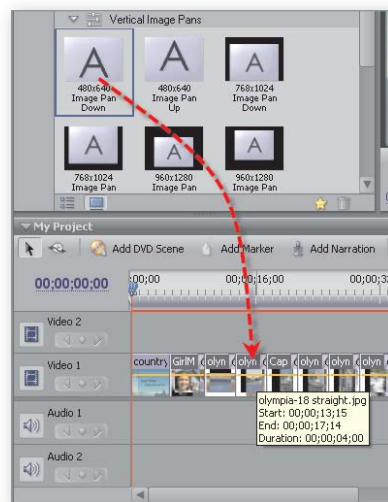 Vertical Image Pans
A
A
A
480x640
Image Pan
Down
480x640
Image Pan
Up
768x1024
Image Pan
Down
A
A
A
768x1024
Image Pan
960x1280
Image Pan
960x1280
Image Pan
My Project
Add DVD Scene
Add Marker
Add Narration
00;00;00;00
;00;00
00;00;16;00
00;00;3
Video 2
Video 1
country
GirlM
olyn
olyn
Cap
olyn
olyn
olyn
olympia-18 straight.jpg
Start: 00;00;13;15
End: 00;00;17;14
Duration: 00;00;04;00
Audio 1
Audio 2